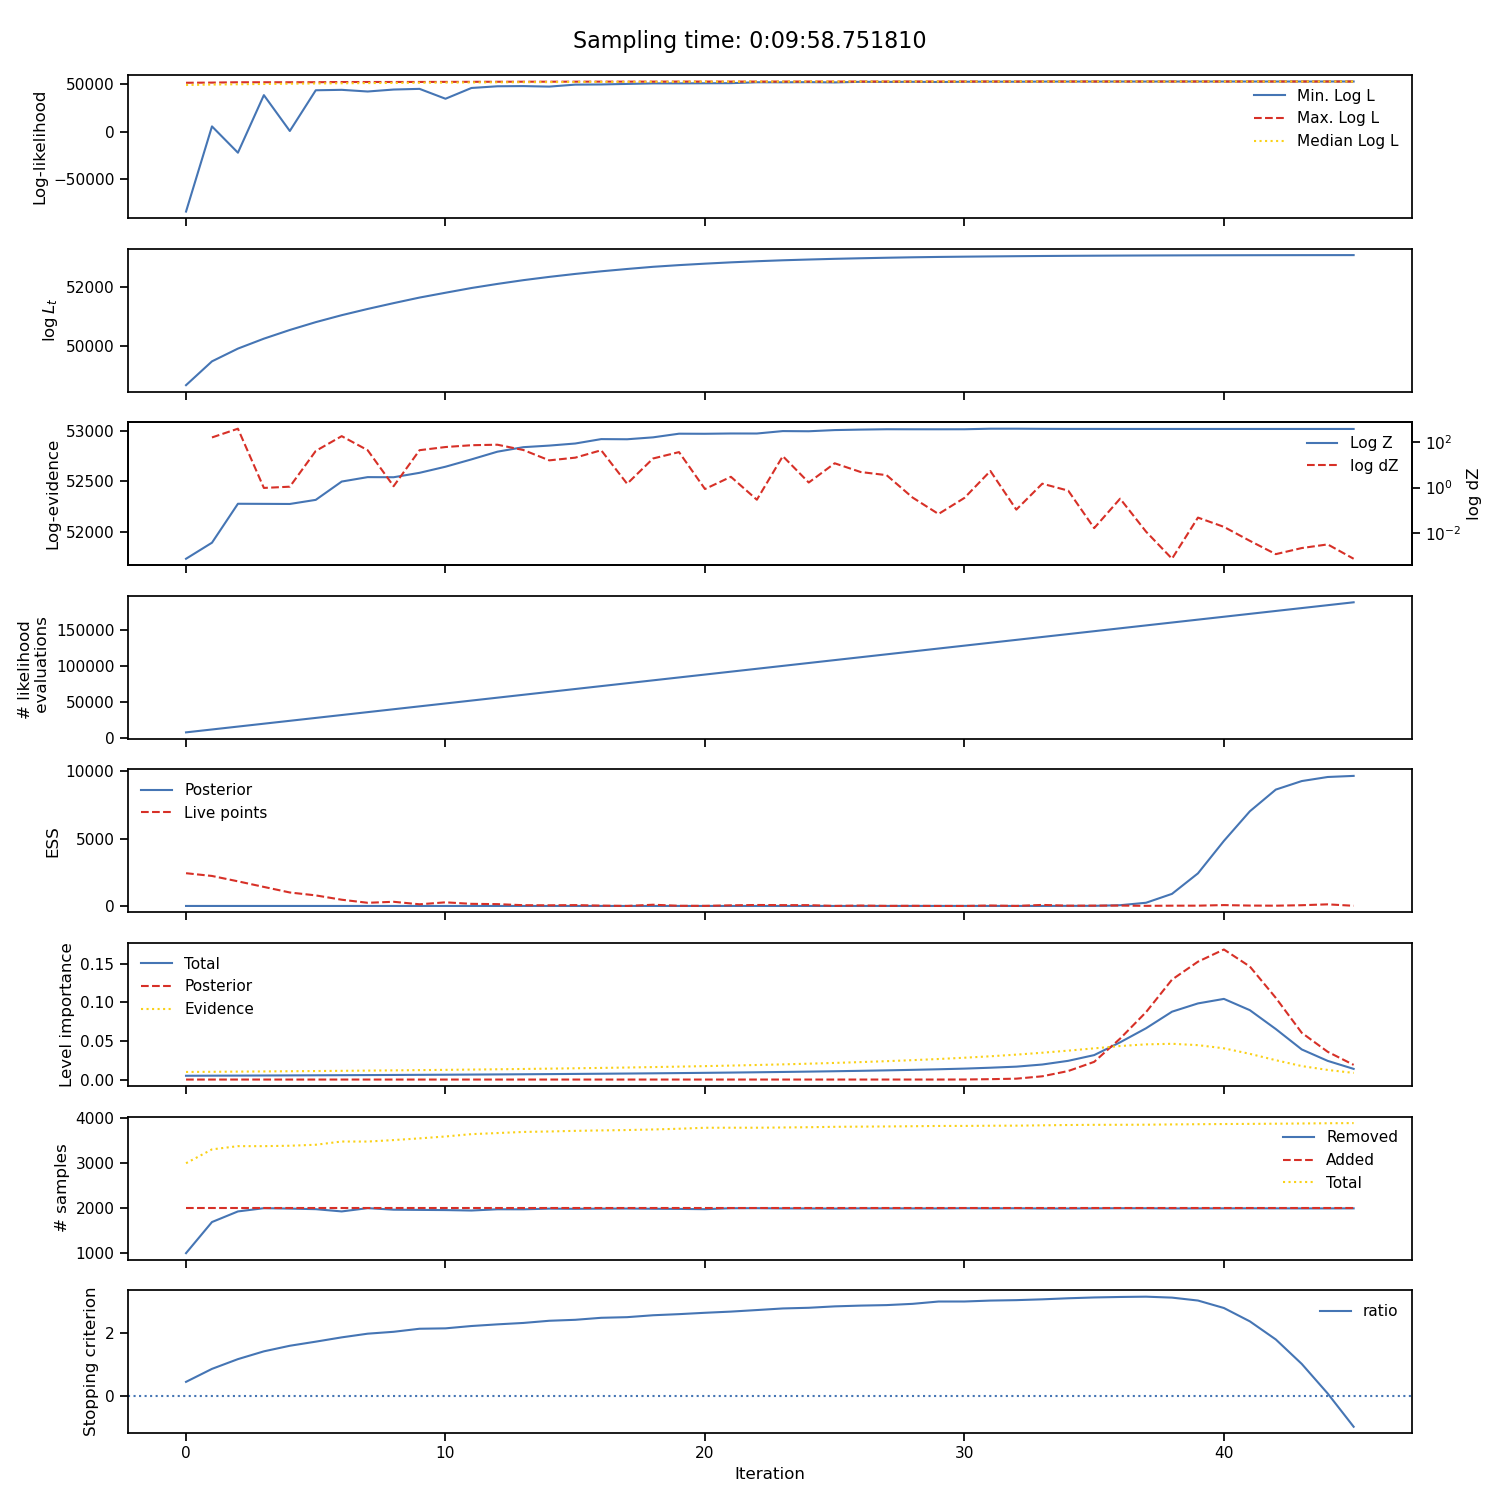 Sampling time: 0:09:58.751810
Log-likelihood
50000
0
−50000
Min. Log L
Max. Log L
Median Log L
log L_t
52000
50000
Log-evidence
53000
52500
52000
Log Z
log dZ
10^2
10^0
10^−2
log dZ
# likelihood
evaluations
150000
100000
50000
0
ESS
10000
5000
0
Posterior
Live points
Level importance
0.15
0.10
0.05
0.00
Total
Posterior
Evidence
# samples
4000
3000
2000
1000
Removed
Added
Total
Stopping criterion
2
0
ratio
0
10
20
30
40
Iteration